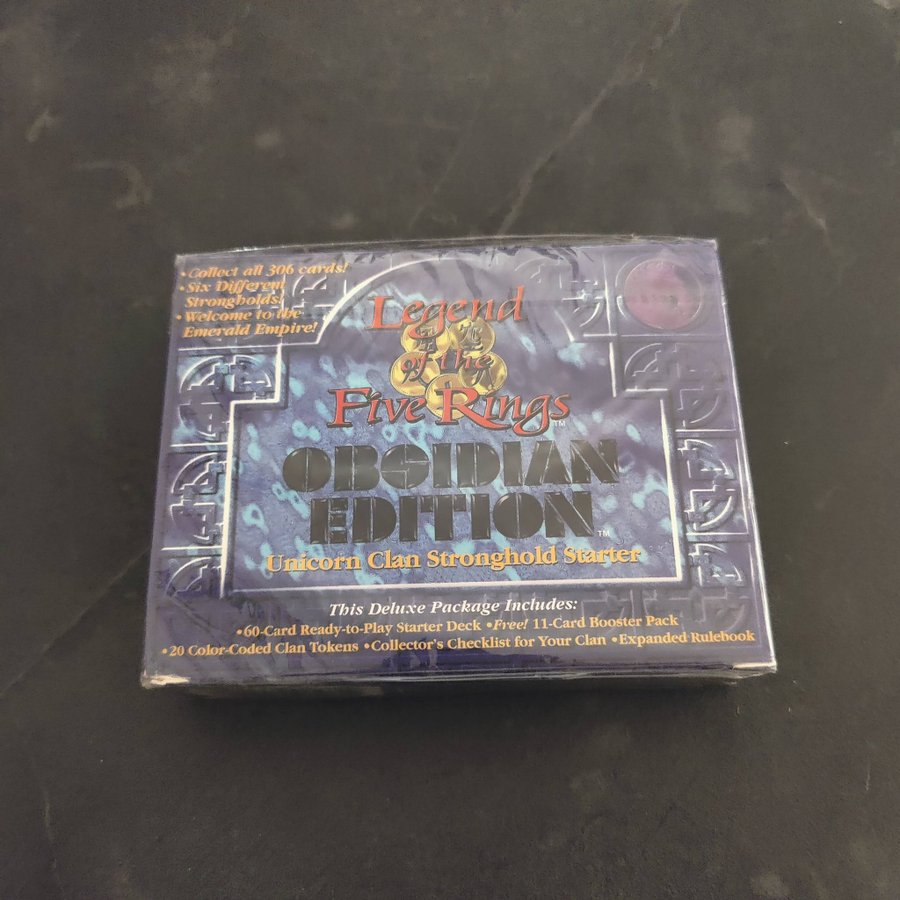 •Collect all 306 cards!
•Six Different
Strongholds!
•Welcome to the
Emerald Empire!
Legend
of the
Five Rings™
OBSIDIAN
EDITION™
Unicorn Clan Stronghold Starter
This Deluxe Package Includes:
•60-Card Ready-to-Play Starter Deck •Free! 11-Card Booster Pack
•20 Color-Coded Clan Tokens •Collector's Checklist for Your Clan •Expanded Rulebook